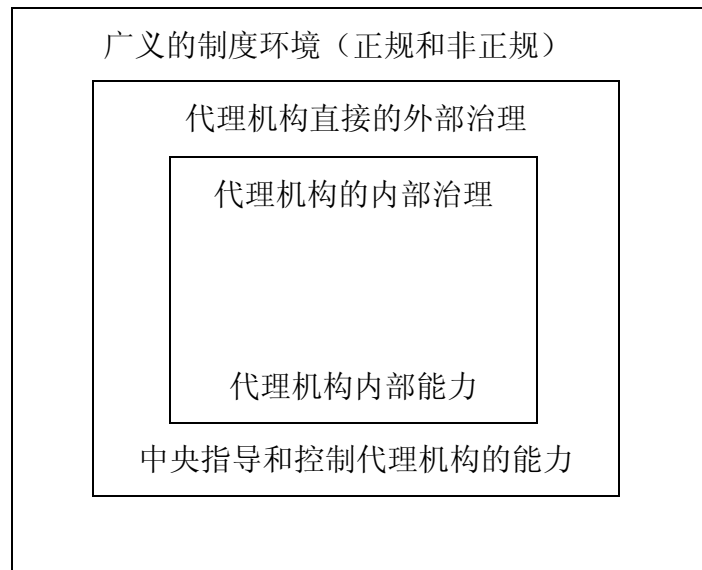 广义的制度环境（正规和非正规）
代理机构直接的外部治理
代理机构的内部治理
代理机构内部能力
中央指导和控制代理机构的能力